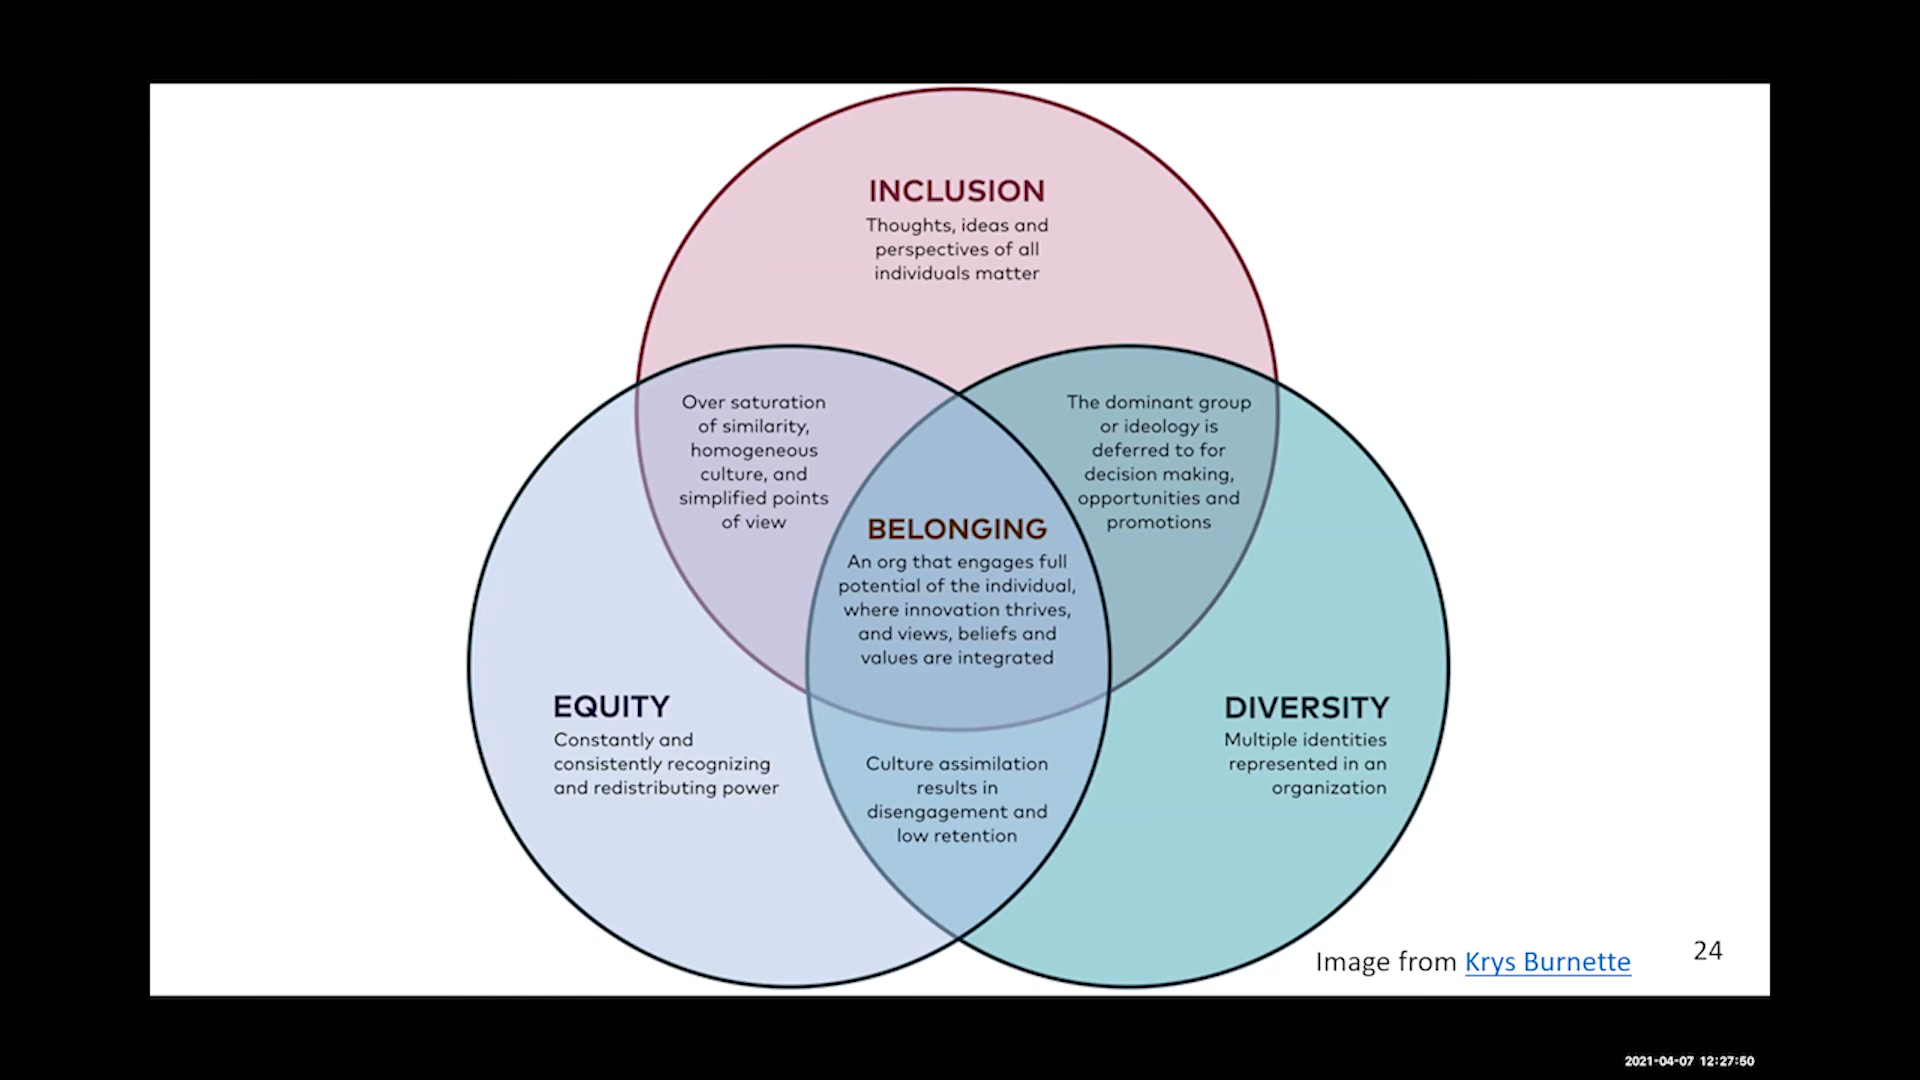 INCLUSION
Thoughts, ideas and
perspectives of all
individuals matter
Over saturation
of similarity,
homogeneous
culture, and
simplified points
of view
The dominant group
or ideology is
deferred to for
decision making,
opportunities and
promotions
BELONGING
An org that engages full
potential of the individual,
where innovation thrives,
and views, beliefs and
values are integrated
EQUITY
Constantly and
consistently recognizing
and redistributing power
DIVERSITY
Multiple identities
represented in an
organization
Culture assimilation
results in
disengagement and
low retention
Image from Krys Burnette
24
2021-04-07 12:27:50